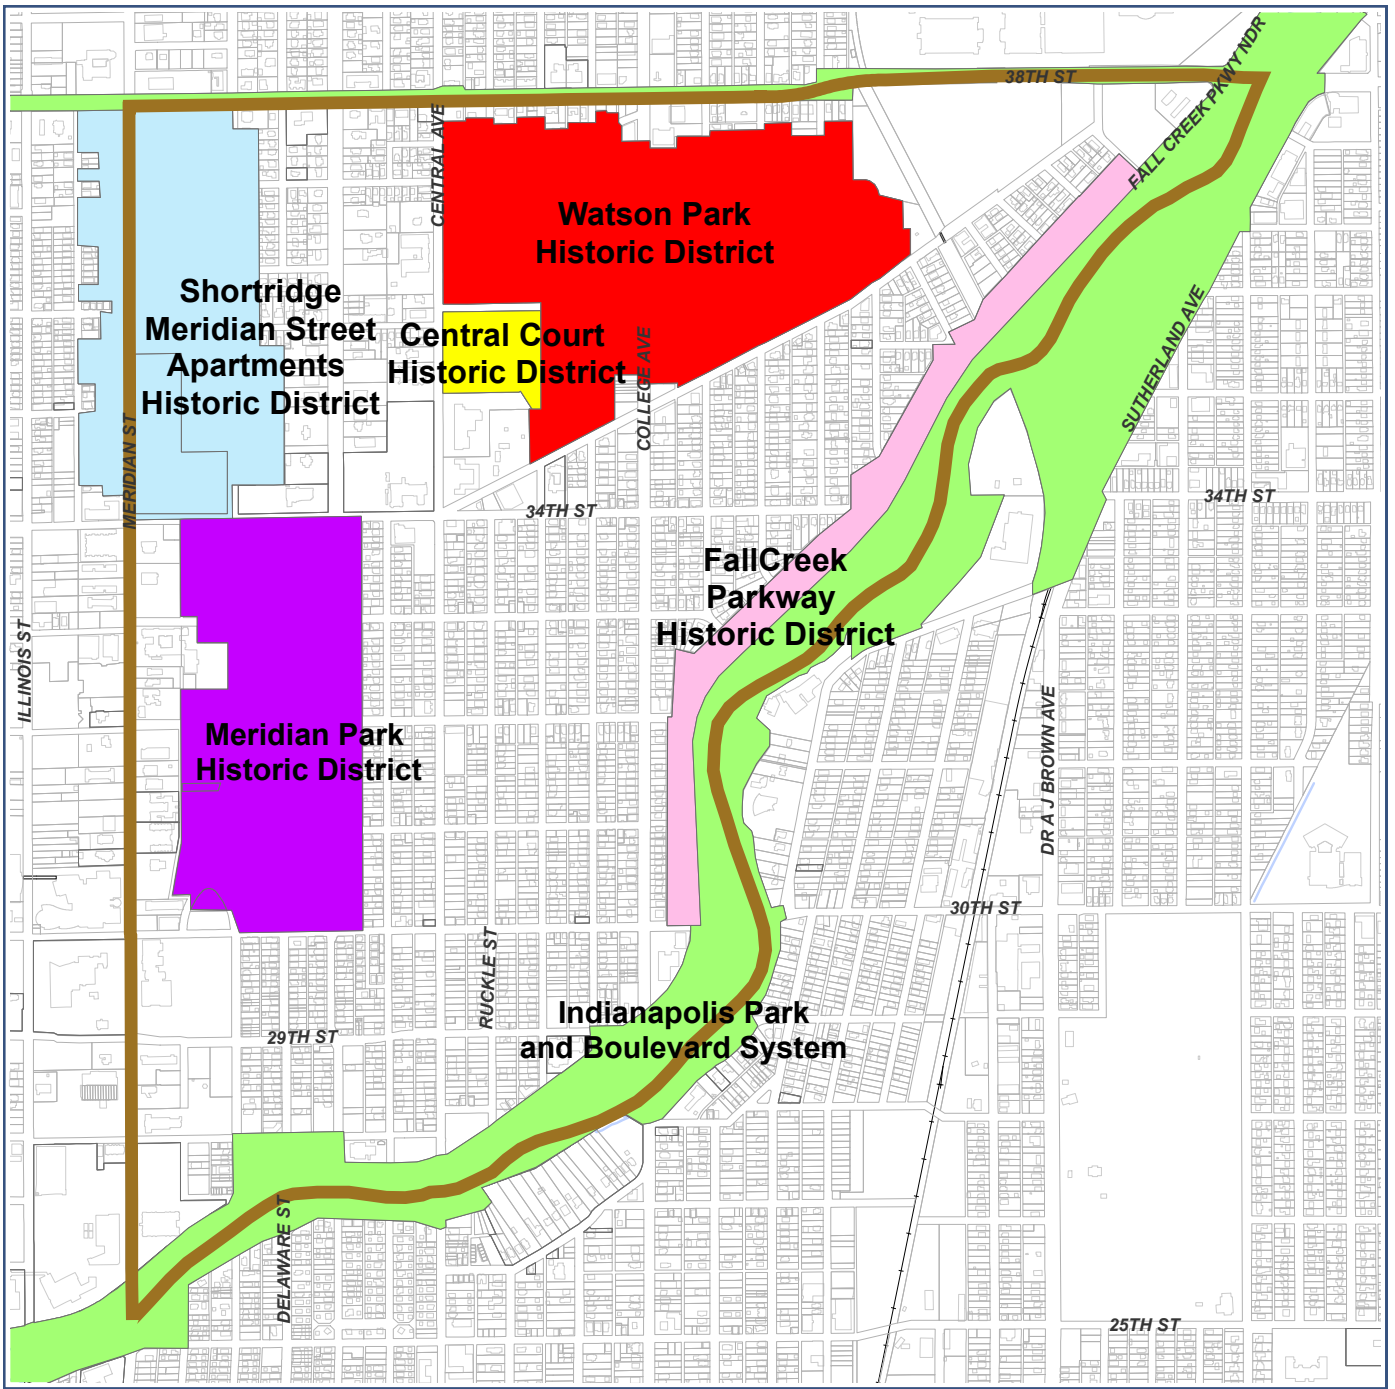 38TH ST
FALL CREEK PKWY NDR
CENTRAL AVE
Watson Park
Historic District
Shortridge
Meridian Street
Apartments
Historic District
Central Court
Historic District
COLLEGE AVE
SUTHERLAND AVE
MERIDIAN ST
34TH ST
34TH ST
FallCreek
Parkway
Historic District
ILLINOIS ST
Meridian Park
Historic District
DR A J BROWN AVE
30TH ST
RUCKLE ST
Indianapolis Park
and Boulevard System
29TH ST
DELAWARE ST
25TH ST